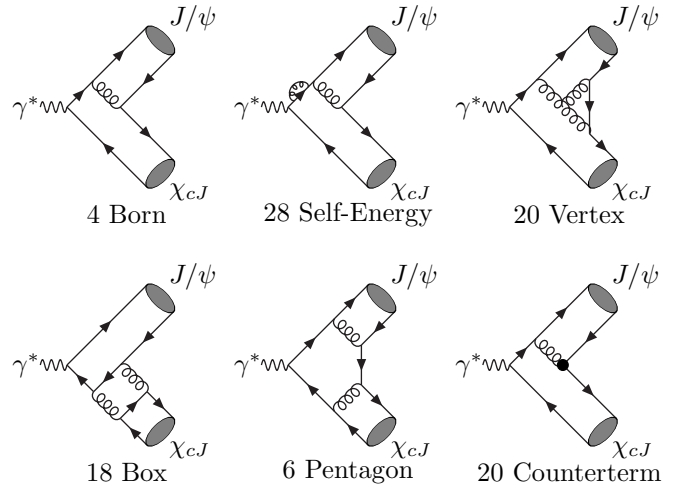 J/ψ J/ψ J/ψ
γ* γ* γ*
χcJ χcJ χcJ
4 Born 28 Self-Energy 20 Vertex
J/ψ J/ψ J/ψ
γ* γ* γ*
χcJ χcJ χcJ
18 Box 6 Pentagon 20 Counterterm